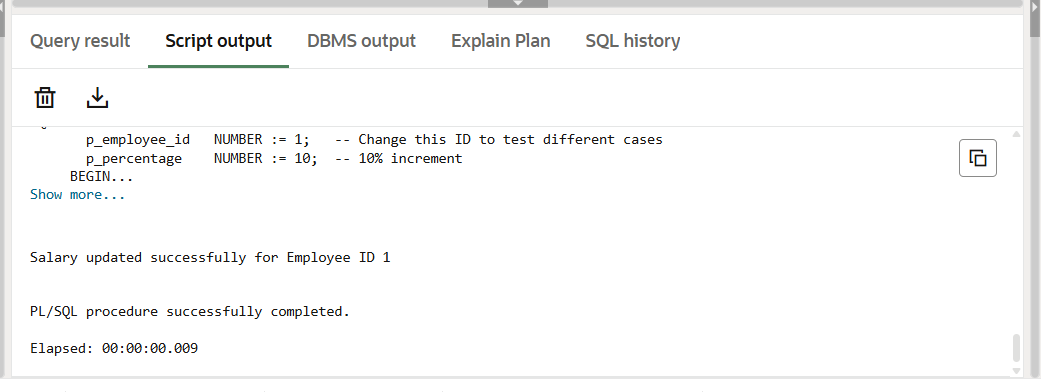 Query result Script output DBMS output Explain Plan SQL history
p_employee_id NUMBER := 1; -- Change this ID to test different cases
p_percentage NUMBER := 10; -- 10% increment
BEGIN...
Show more...
Salary updated successfully for Employee ID 1
PL/SQL procedure successfully completed.
Elapsed: 00:00:00.009